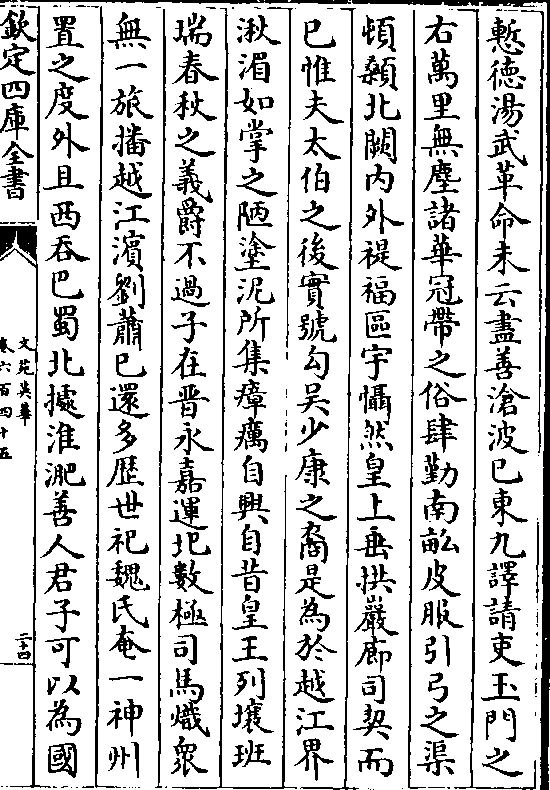 慙德湯武革命未云盡善滄波已東九譯請吏玉門之
右萬里無塵諸華冠帶之俗肆勤南畝皮服引弓之渠
頓顙北闕内外禔福區宇懾然皇上垂拱巖廊司契而
已惟夫太伯之後實號勾吴少康之裔是為於越江界
湫湄如掌之陋塗泥所集瘴癘自興自昔皇王列壤班
瑞春秋之義爵不過子在晋永嘉運圯數極司馬熾衆
無一旅播越江濱劉蕭已還多歴世祀魏氏奄一神州
置之度外且西吞巴蜀北據淮淝善人君子可以為國
欽定四庫全書
文苑英華
卷六百四十五
二十四